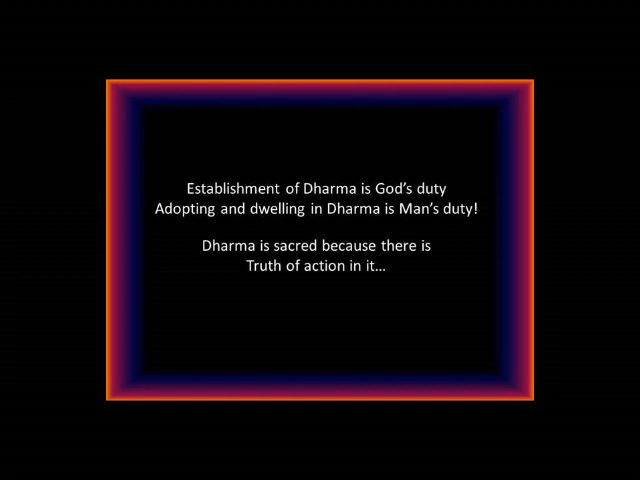 Establishment of Dharma is God’s duty
Adopting and dwelling in Dharma is Man’s duty!
Dharma is sacred because there is
Truth of action in it…